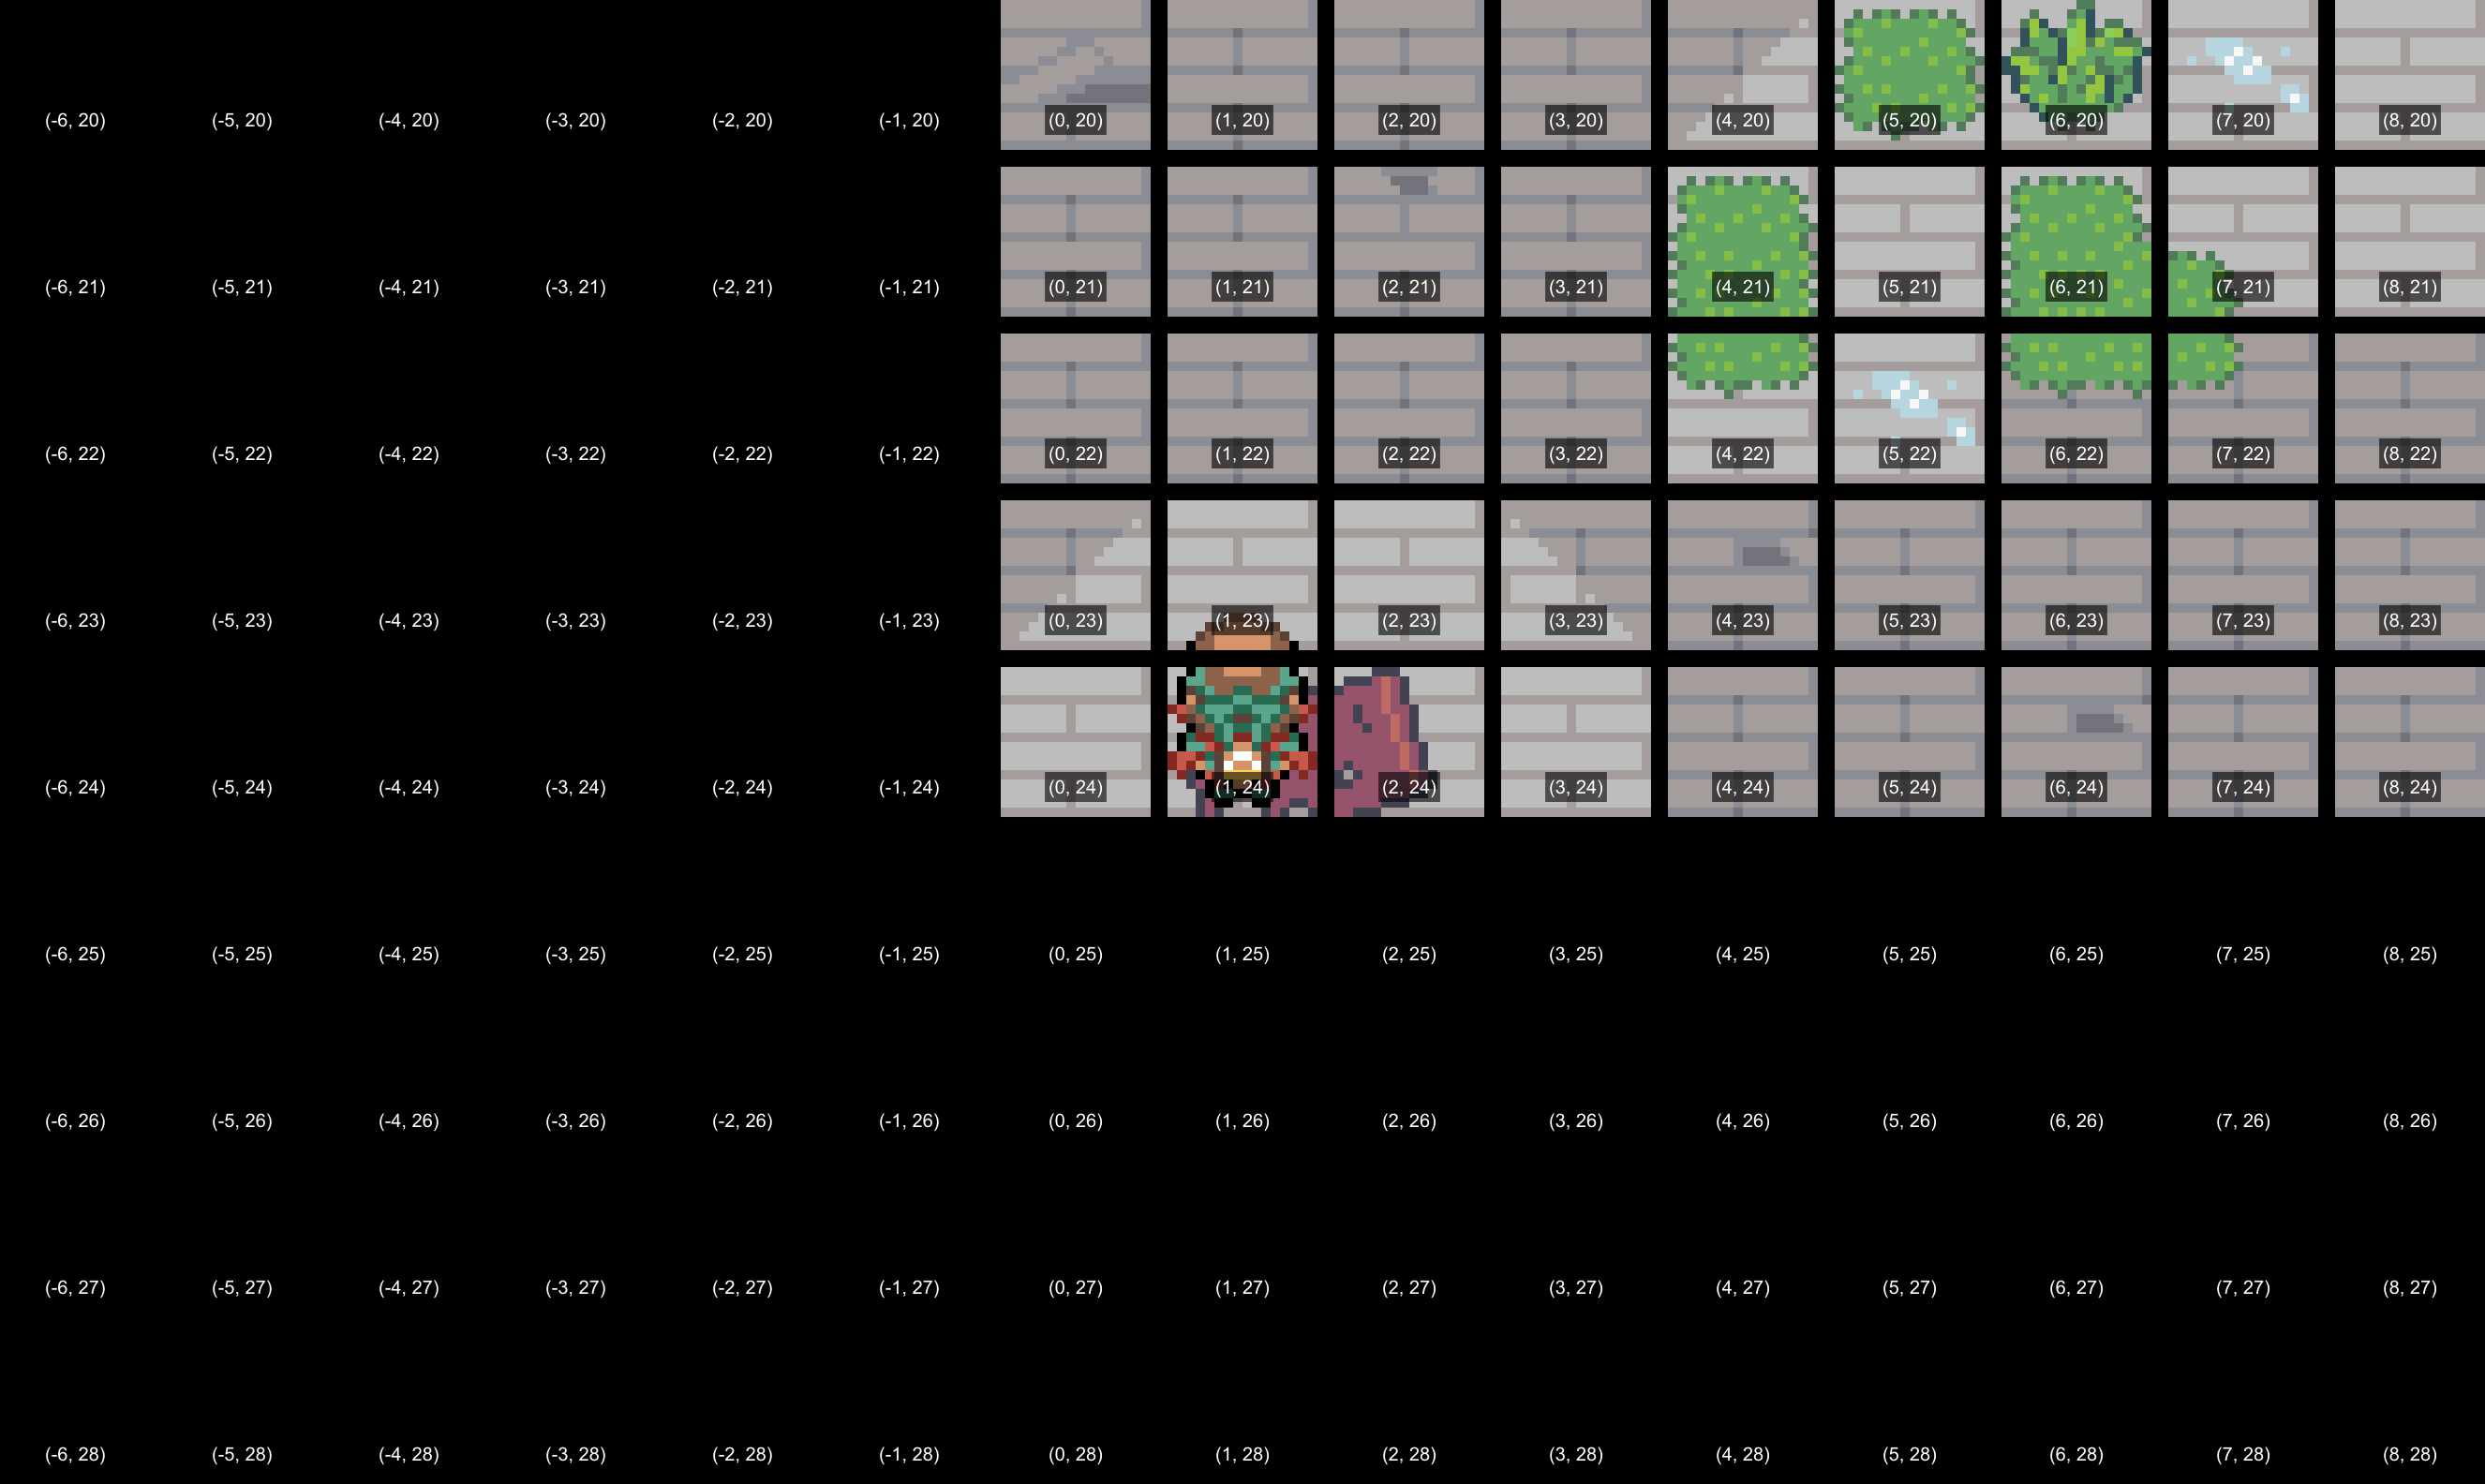 (-6, 20) (-5, 20) (-4, 20) (-3, 20) (-2, 20) (-1, 20) (0, 20) (1, 20) (2, 20) (3, 20) (4, 20) (5, 20) (6, 20) (7, 20) (8, 20)
(-6, 21) (-5, 21) (-4, 21) (-3, 21) (-2, 21) (-1, 21) (0, 21) (1, 21) (2, 21) (3, 21) (4, 21) (5, 21) (6, 21) (7, 21) (8, 21)
(-6, 22) (-5, 22) (-4, 22) (-3, 22) (-2, 22) (-1, 22) (0, 22) (1, 22) (2, 22) (3, 22) (4, 22) (5, 22) (6, 22) (7, 22) (8, 22)
(-6, 23) (-5, 23) (-4, 23) (-3, 23) (-2, 23) (-1, 23) (0, 23) (1, 23) (2, 23) (3, 23) (4, 23) (5, 23) (6, 23) (7, 23) (8, 23)
(-6, 24) (-5, 24) (-4, 24) (-3, 24) (-2, 24) (-1, 24) (0, 24) (1, 24) (2, 24) (3, 24) (4, 24) (5, 24) (6, 24) (7, 24) (8, 24)
(-6, 25) (-5, 25) (-4, 25) (-3, 25) (-2, 25) (-1, 25) (0, 25) (1, 25) (2, 25) (3, 25) (4, 25) (5, 25) (6, 25) (7, 25) (8, 25)
(-6, 26) (-5, 26) (-4, 26) (-3, 26) (-2, 26) (-1, 26) (0, 26) (1, 26) (2, 26) (3, 26) (4, 26) (5, 26) (6, 26) (7, 26) (8, 26)
(-6, 27) (-5, 27) (-4, 27) (-3, 27) (-2, 27) (-1, 27) (0, 27) (1, 27) (2, 27) (3, 27) (4, 27) (5, 27) (6, 27) (7, 27) (8, 27)
(-6, 28) (-5, 28) (-4, 28) (-3, 28) (-2, 28) (-1, 28) (0, 28) (1, 28) (2, 28) (3, 28) (4, 28) (5, 28) (6, 28) (7, 28) (8, 28)